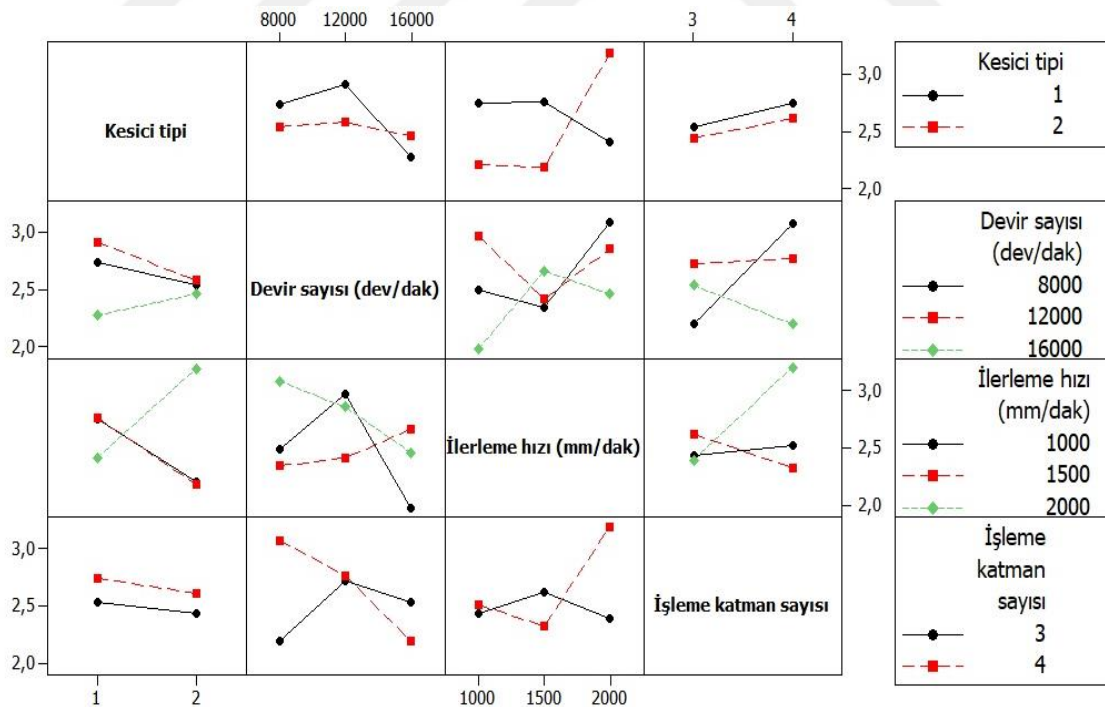 8000 12000 16000
3 4
Kesici tipi
3,0
2,5
2,0
Kesici tipi
1
2
3,0
2,5
2,0
Devir sayısı (dev/dak)
Devir sayısı
(dev/dak)
8000
12000
16000
İlerleme hızı (mm/dak)
3,0
2,5
2,0
İlerleme hızı
(mm/dak)
1000
1500
2000
3,0
2,5
2,0
İşleme katman sayısı
İşleme
katman
sayısı
3
4
1 2
1000 1500 2000